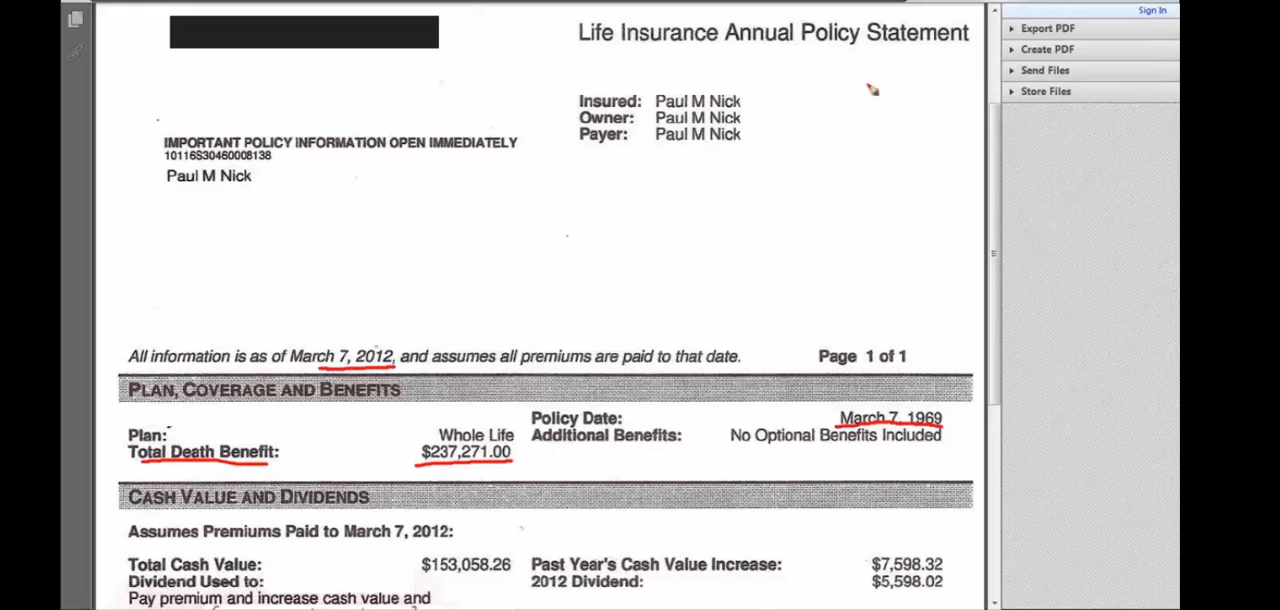 Sign In
Export PDF
Create PDF
Send Files
Store Files
Life Insurance Annual Policy Statement
Insured: Paul M Nick
Owner: Paul M Nick
Payer: Paul M Nick
IMPORTANT POLICY INFORMATION OPEN IMMEDIATELY
10116S30460008138
Paul M Nick
All information is as of March 7, 2012, and assumes all premiums are paid to that date. Page 1 of 1
PLAN, COVERAGE AND BENEFITS
Policy Date: March 7, 1969
Plan: Whole Life Additional Benefits: No Optional Benefits Included
Total Death Benefit: $237,271.00
CASH VALUE AND DIVIDENDS
Assumes Premiums Paid to March 7, 2012:
Total Cash Value: $153,058.26 Past Year's Cash Value Increase: $7,598.32
Dividend Used to: 2012 Dividend: $5,598.02
Pay premium and increase cash value and